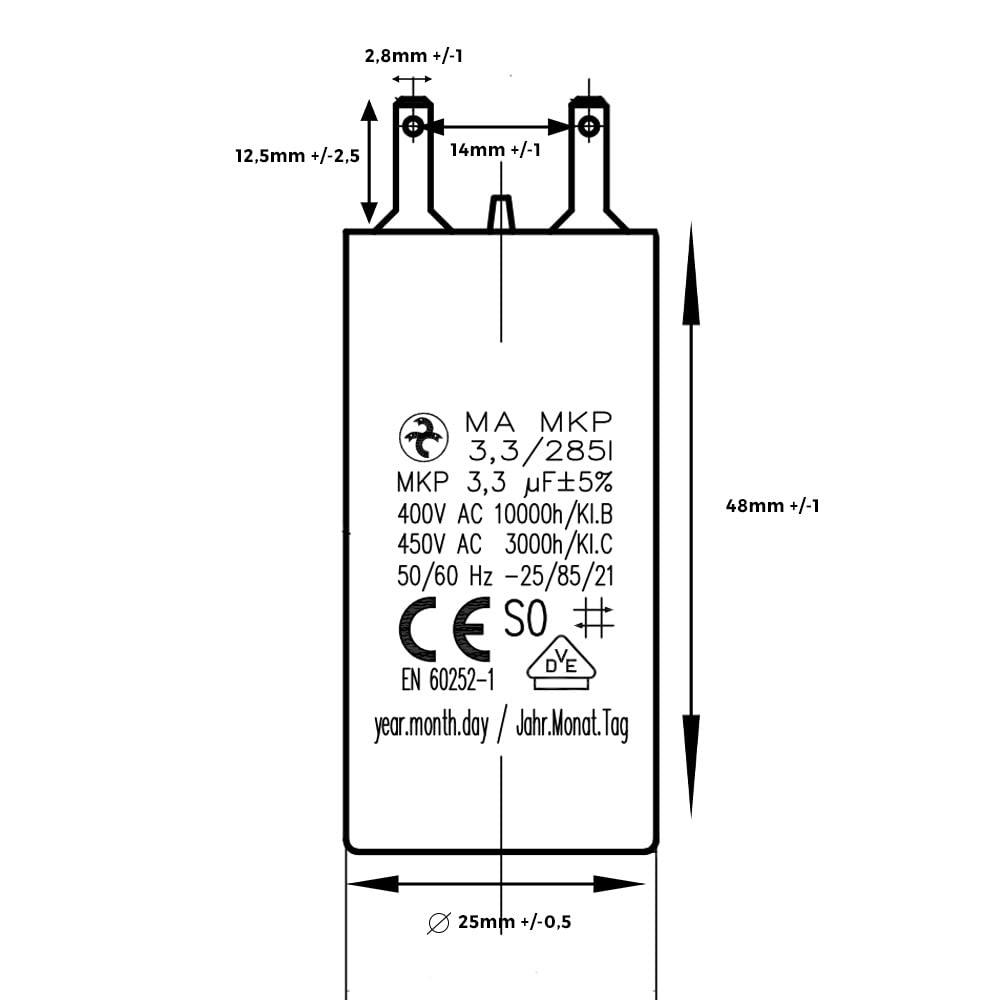 2,8mm +/-1
12,5mm +/-2,5
14mm +/-1
MA MKP
3,3/285I
MKP 3,3 µF±5%
400V AC 10000h/KI.B
450V AC 3000h/KI.C
50/60 Hz -25/85/21
48mm +/-1
CE S0
DVE
EN 60252-1
year.month.day / Jahr.Monat.Tag
Ø 25mm +/-0,5